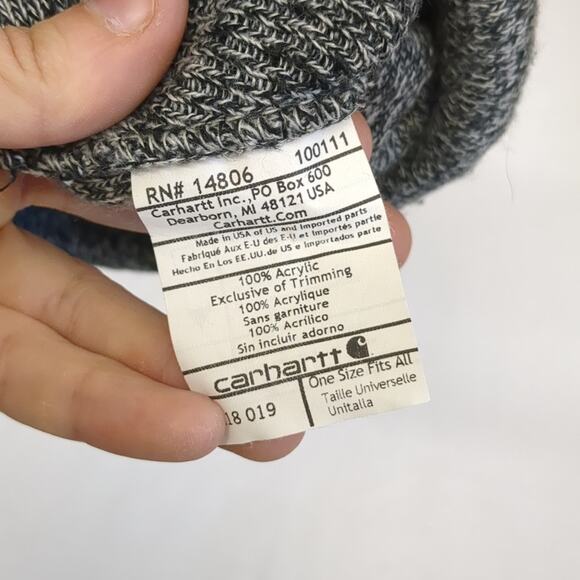 RN# 14806 100111
Carhartt Inc., PO Box 600
Dearborn, MI 48121 USA
Carhartt.Com
Made in USA of US and Imported parts
Fabriqué Aux E-U des E-U et Importés partie
Hecho En Los EE.UU.de US e Importados parte
100% Acrylic
Exclusive of Trimming
100% Acrylique
Sans garniture
100% Acrílico
Sin incluir adorno
carhartt
18 019
One Size Fits All
Taille Universelle
Unitalla